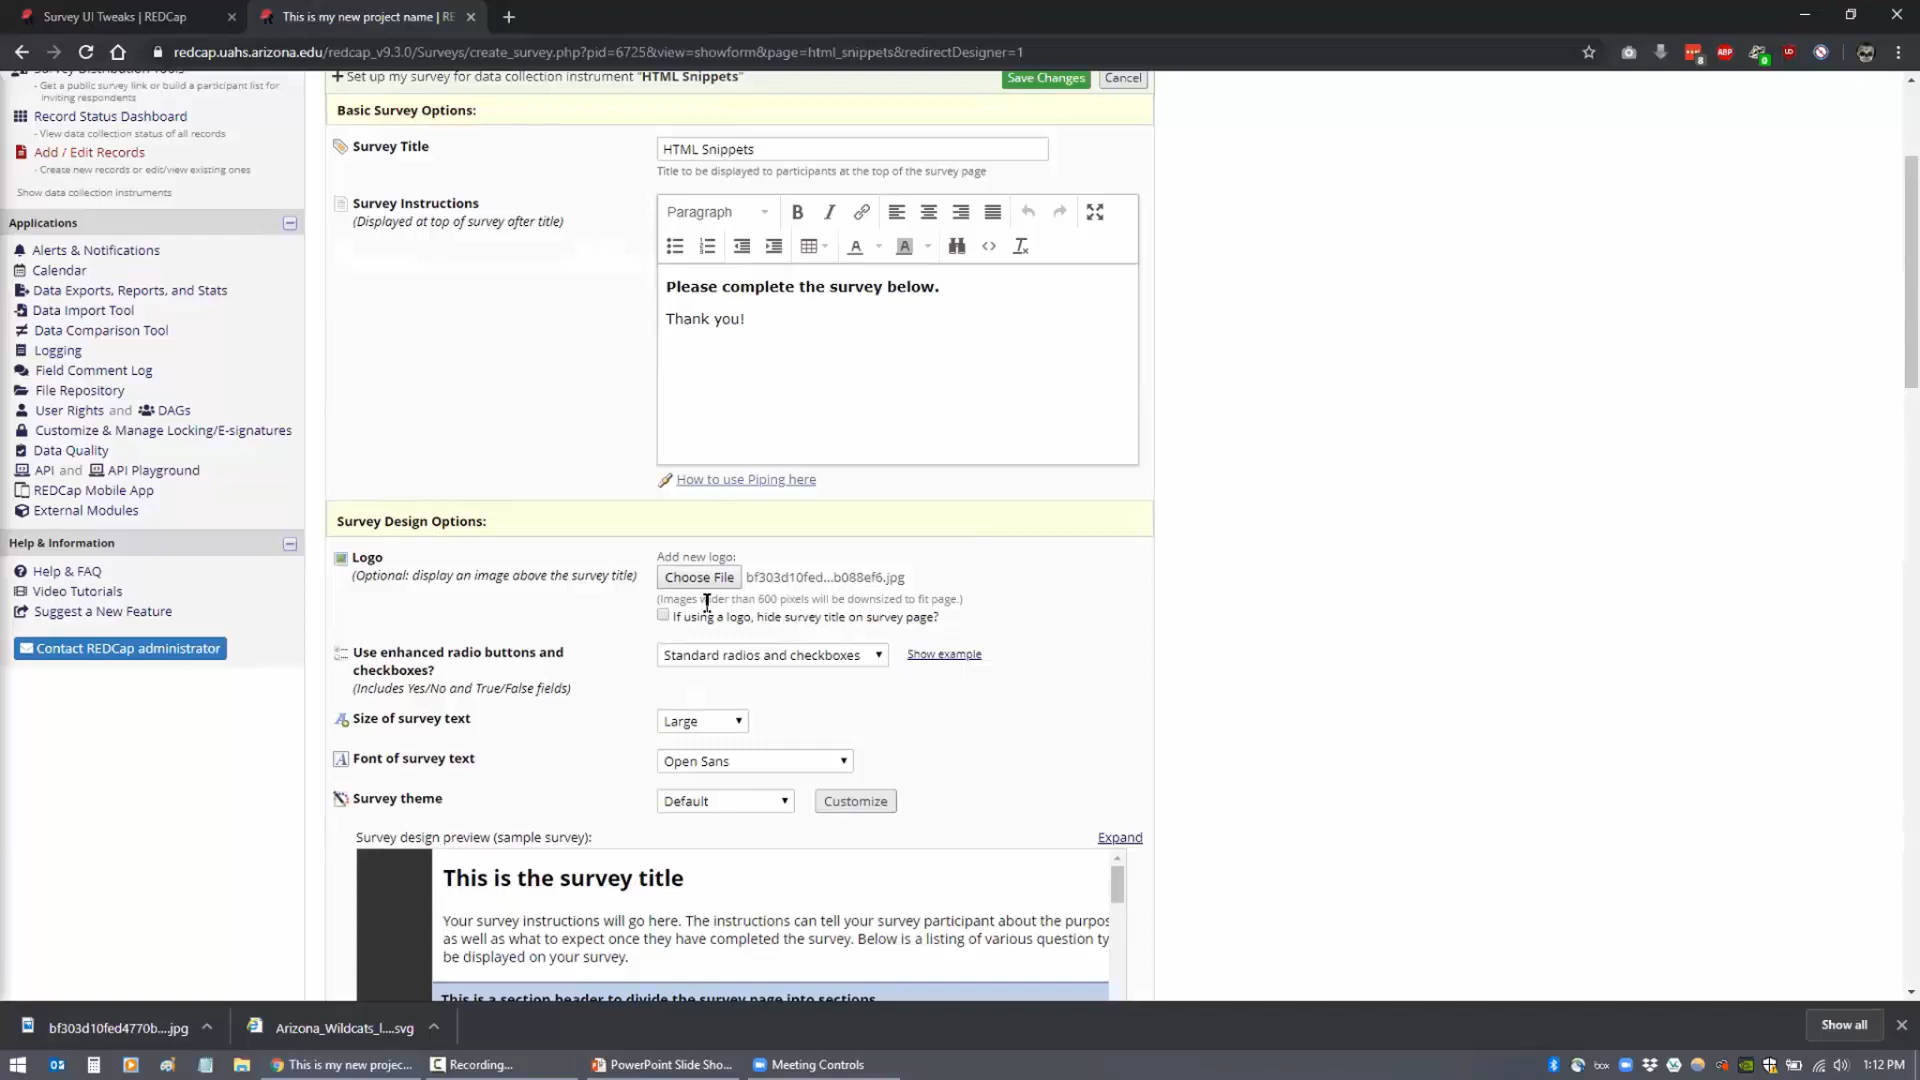 Survey UI Tweaks | REDCap
This is my new project name | RE
redcap.uahs.arizona.edu/redcap_v9.3.0/Surveys/create_survey.php?pid=6725&view=showform&page=html_snippets&redirectDesigner=1
Survey Distribution Tools
- Get a public survey link or build a participant list for
inviting respondents
Record Status Dashboard
- View data collection status of all records
Add / Edit Records
- Create new records or edit/view existing ones
Show data collection instruments
Applications
Alerts & Notifications
Calendar
Data Exports, Reports, and Stats
Data Import Tool
Data Comparison Tool
Logging
Field Comment Log
File Repository
User Rights and DAGs
Customize & Manage Locking/E-signatures
Data Quality
API and API Playground
REDCap Mobile App
External Modules
Help & Information
Help & FAQ
Video Tutorials
Suggest a New Feature
Contact REDCap administrator
Set up my survey for data collection instrument "HTML Snippets"
Save Changes
Cancel
Basic Survey Options:
Survey Title
HTML Snippets
Title to be displayed to participants at the top of the survey page
Survey Instructions
(Displayed at top of survey after title)
Paragraph
Please complete the survey below.
Thank you!
How to use Piping here
Survey Design Options:
Logo
(Optional: display an image above the survey title)
Add new logo:
Choose File bf303d10fed...b088ef6.jpg
(Images wider than 600 pixels will be downsized to fit page.)
If using a logo, hide survey title on survey page?
Use enhanced radio buttons and
checkboxes?
(Includes Yes/No and True/False fields)
Standard radios and checkboxes
Show example
Size of survey text
Large
Font of survey text
Open Sans
Survey theme
Default
Customize
Survey design preview (sample survey):
Expand
This is the survey title
Your survey instructions will go here. The instructions can tell your survey participant about the purpos
as well as what to expect once they have completed the survey. Below is a listing of various question ty
be displayed on your survey.
This is a section header to divide the survey page into sections
bf303d10fed4770b....jpg
Arizona_Wildcats_l....svg
Show all
This is my new projec...
Recording...
PowerPoint Slide Sho...
Meeting Controls
1:12 PM